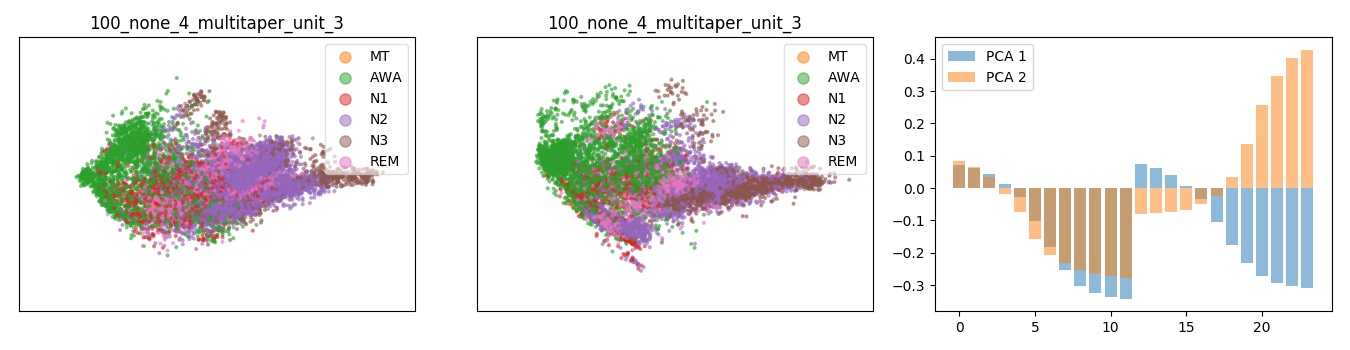 100_none_4_multitaper_unit_3
MT
AWA
N1
N2
N3
REM
100_none_4_multitaper_unit_3
MT
AWA
N1
N2
N3
REM
PCA 1
PCA 2
0.4
0.3
0.2
0.1
0.0
−0.1
−0.2
−0.3
0 5 10 15 20